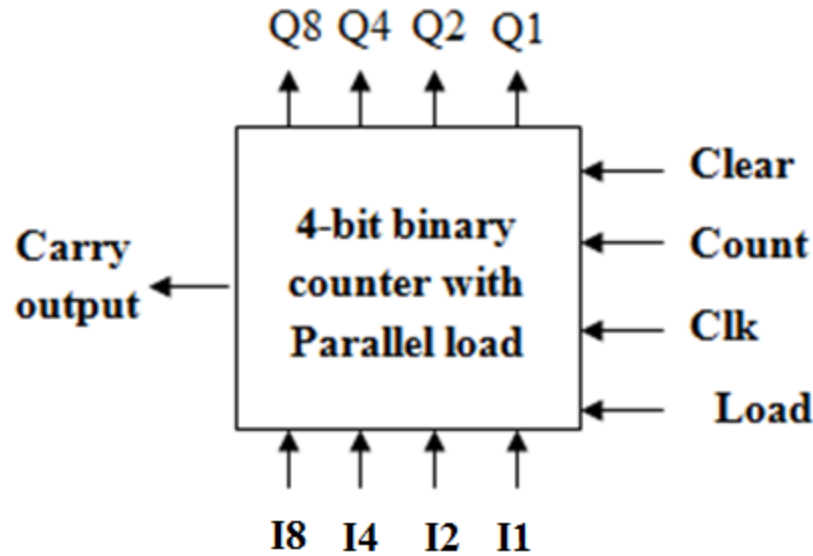 Q8 Q4 Q2 Q1
Clear
4-bit binary
counter with
Parallel load
Carry
output
Count
Clk
Load
I8 I4 I2 I1